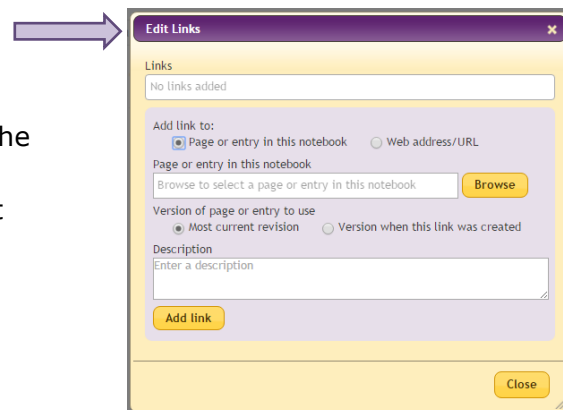 Edit Links
Links
No links added
he
Add link to:
Page or entry in this notebook Web address/URL
Page or entry in this notebook
Browse to select a page or entry in this notebook Browse
t
Version of page or entry to use
Most current revision Version when this link was created
Description
Enter a description
Add link
Close